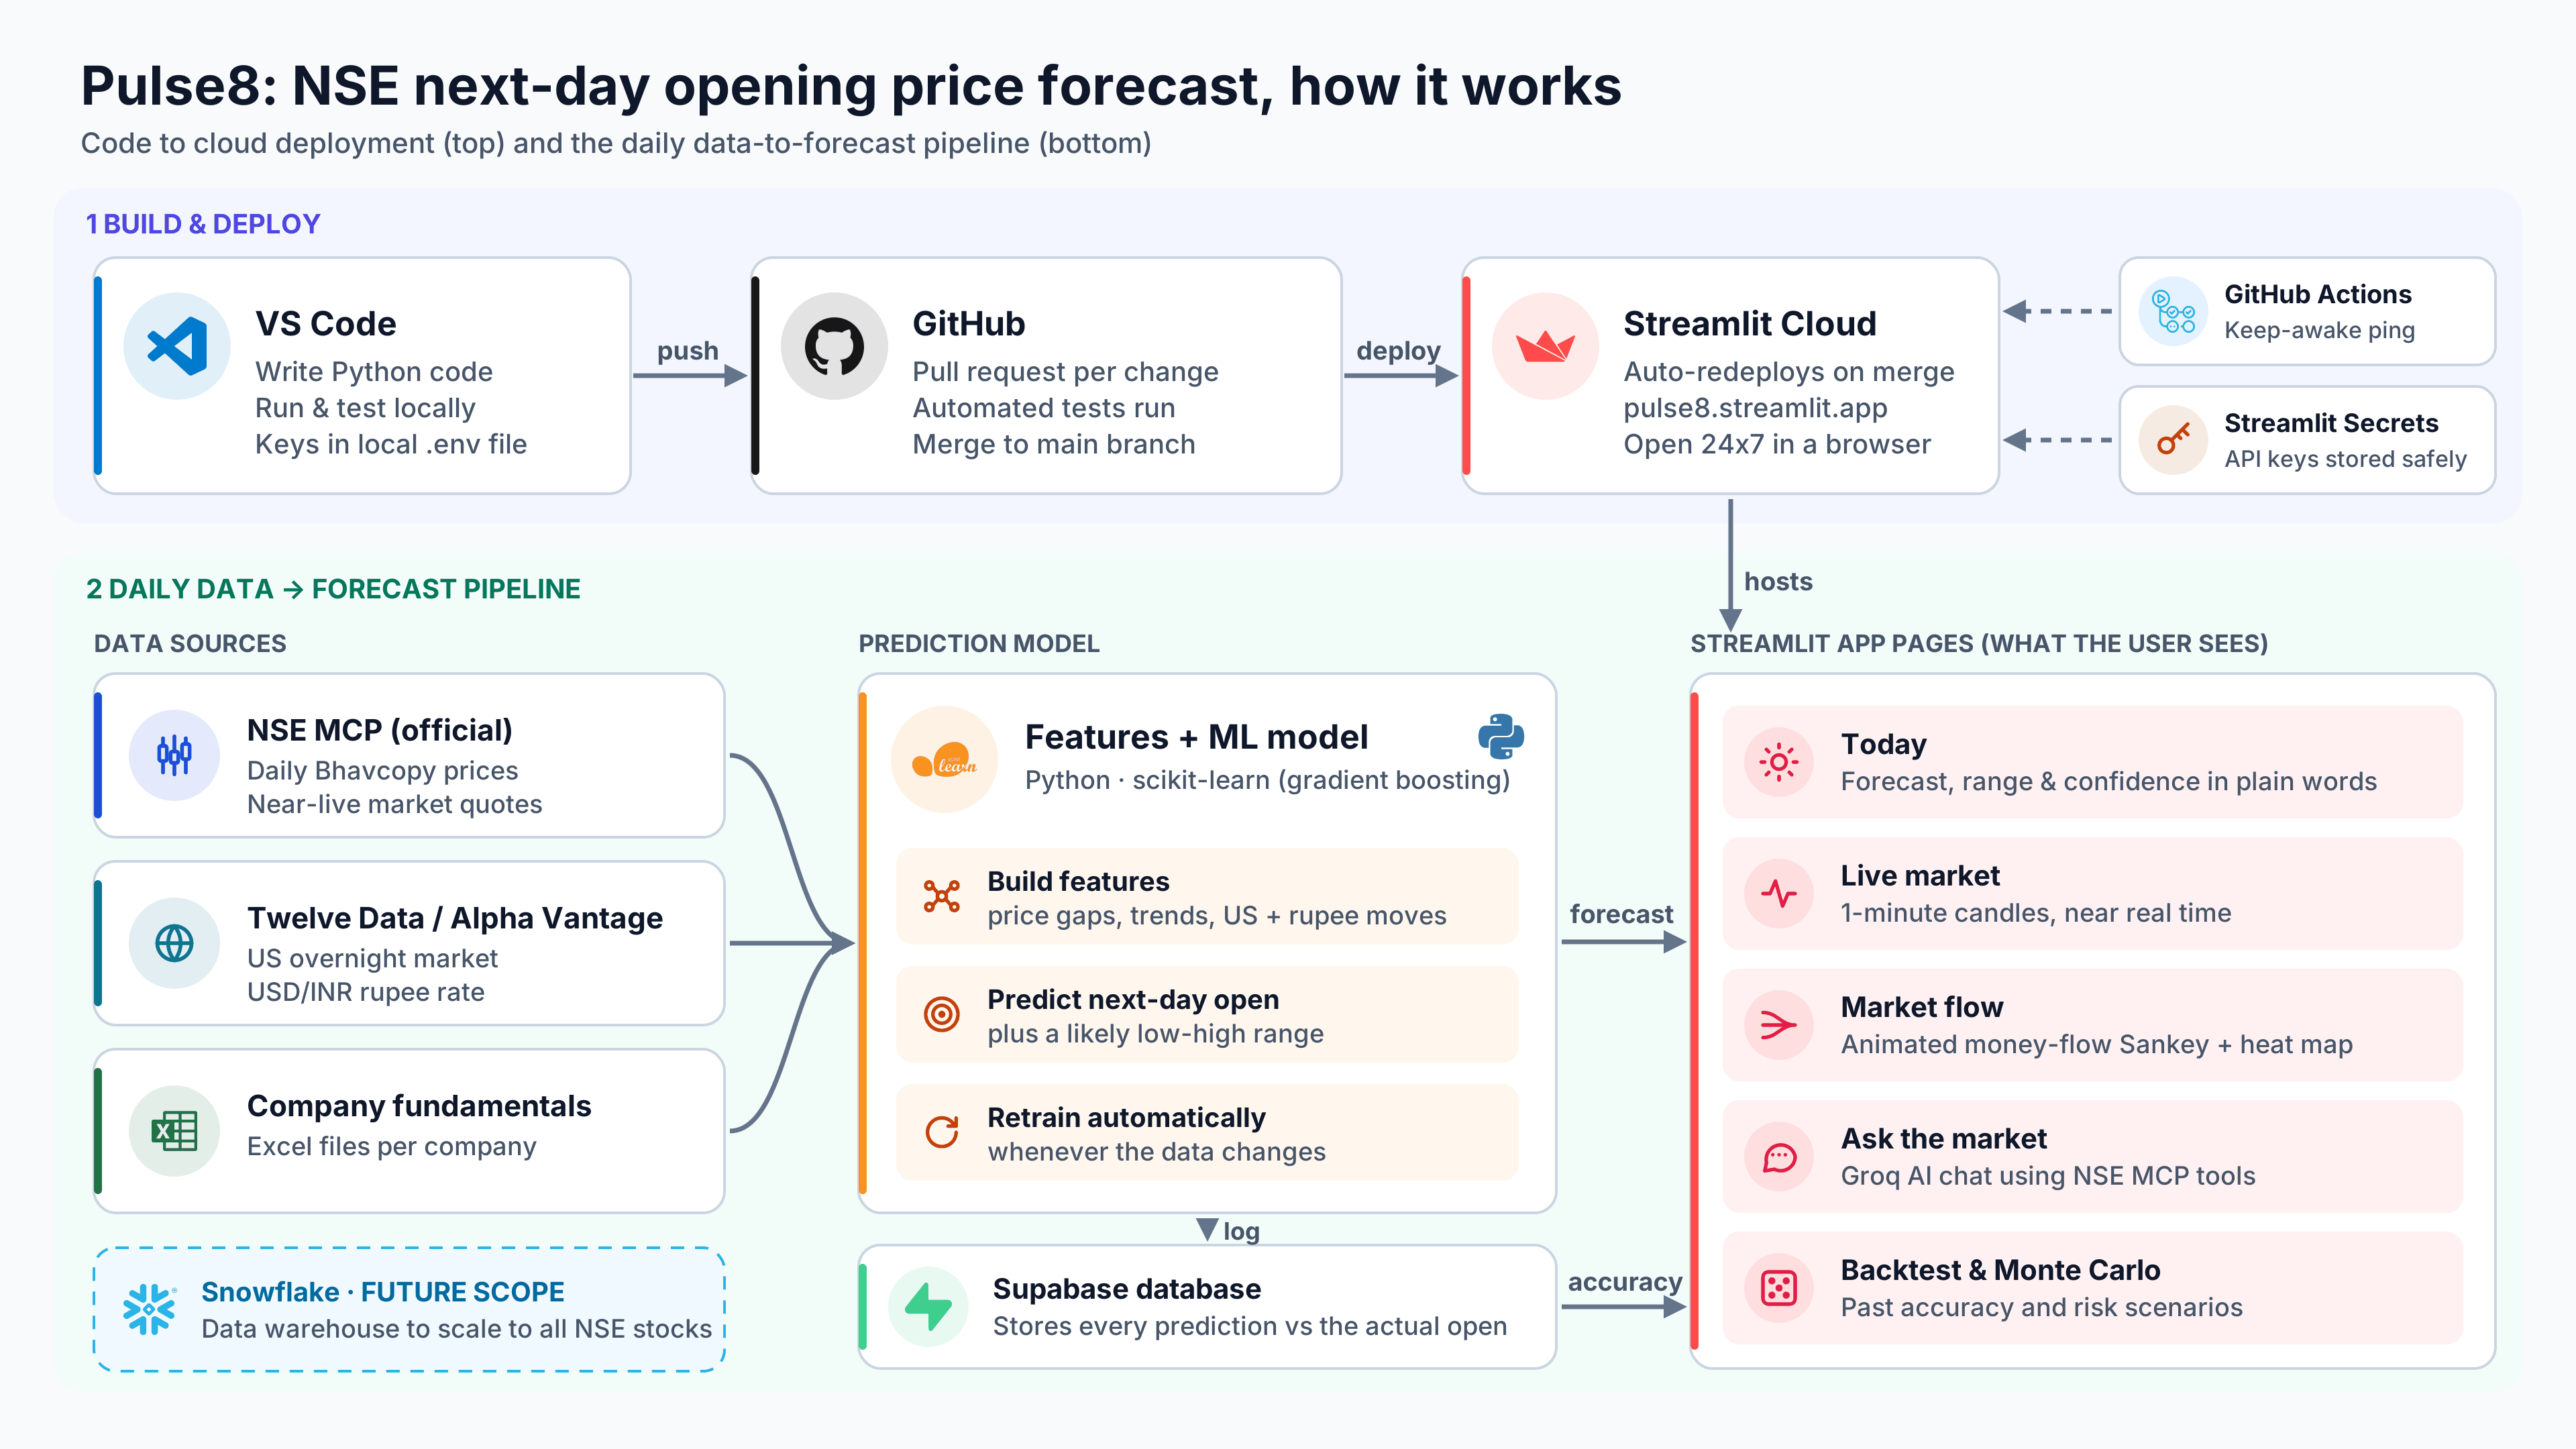 Pulse8: NSE next-day opening price forecast, how it works
Code to cloud deployment (top) and the daily data-to-forecast pipeline (bottom)
1 BUILD & DEPLOY
VS Code
Write Python code
Run & test locally
Keys in local .env file
push
GitHub
Pull request per change
Automated tests run
Merge to main branch
deploy
Streamlit Cloud
Auto-redeploys on merge
pulse8.streamlit.app
Open 24x7 in a browser
GitHub Actions
Keep-awake ping
Streamlit Secrets
API keys stored safely
hosts
2 DAILY DATA → FORECAST PIPELINE
DATA SOURCES
NSE MCP (official)
Daily Bhavcopy prices
Near-live market quotes
Twelve Data / Alpha Vantage
US overnight market
USD/INR rupee rate
Company fundamentals
Excel files per company
Snowflake · FUTURE SCOPE
Data warehouse to scale to all NSE stocks
PREDICTION MODEL
learn
Features + ML model
Python · scikit-learn (gradient boosting)
Build features
price gaps, trends, US + rupee moves
Predict next-day open
plus a likely low-high range
Retrain automatically
whenever the data changes
log
Supabase database
Stores every prediction vs the actual open
forecast
accuracy
STREAMLIT APP PAGES (WHAT THE USER SEES)
Today
Forecast, range & confidence in plain words
Live market
1-minute candles, near real time
Market flow
Animated money-flow Sankey + heat map
Ask the market
Groq AI chat using NSE MCP tools
Backtest & Monte Carlo
Past accuracy and risk scenarios